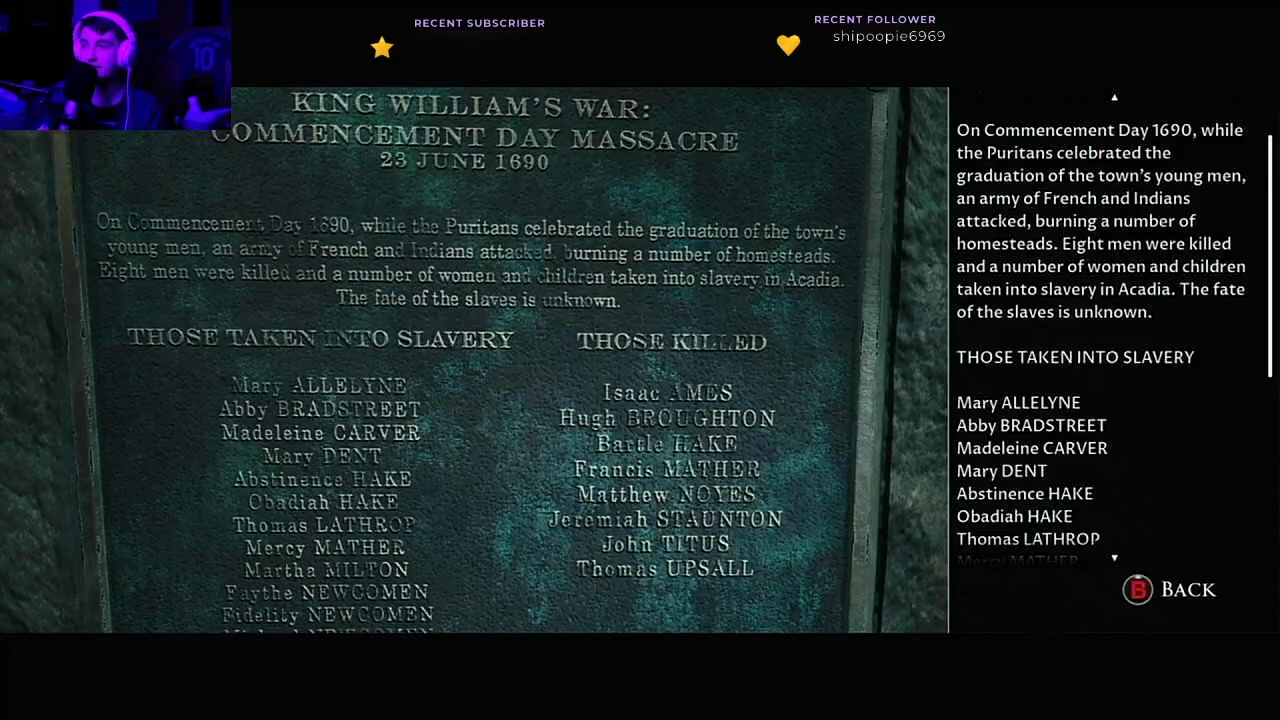 RECENT SUBSCRIBER
RECENT FOLLOWER
shipoopie6969
10
KING WILLIAM'S WAR:
COMMENCEMENT DAY MASSACRE
23 JUNE 1690
On Commencement Day 1690, while the Puritans celebrated the graduation of the town's
young men, an army of French and Indians attacked, burning a number of homesteads.
Eight men were killed and a number of women and children taken into slavery in Acadia.
The fate of the slaves is unknown.
THOSE TAKEN INTO SLAVERY
Mary ALLELYNE
Abby BRADSTREET
Madeleine CARVER
Mary DENT
Abstinence HAKE
Obadiah HAKE
Thomas LATHROP
Mercy MATHER
Martha MILTON
Faythe NEWCOMEN
Fidelity NEWCOMEN
NEWCOMEN
THOSE KILLED
Isaac AMES
Hugh BROUGHTON
Bartle HAKE
Francis MATHER
Matthew NOYES
Jeremiah STAUNTON
John TITUS
Thomas UPSALL
On Commencement Day 1690, while
the Puritans celebrated the
graduation of the town's young men,
an army of French and Indians
attacked, burning a number of
homesteads. Eight men were killed
and a number of women and children
taken into slavery in Acadia. The fate
of the slaves is unknown.
THOSE TAKEN INTO SLAVERY
Mary ALLELYNE
Abby BRADSTREET
Madeleine CARVER
Mary DENT
Abstinence HAKE
Obadiah HAKE
Thomas LATHROP
Mercy MATHER
B BACK